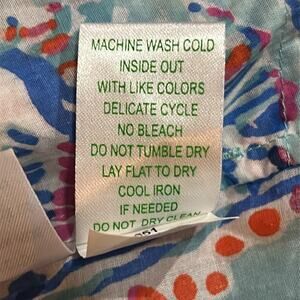 MACHINE WASH COLD
INSIDE OUT
WITH LIKE COLORS
DELICATE CYCLE
NO BLEACH
DO NOT TUMBLE DRY
LAY FLAT TO DRY
COOL IRON
IF NEEDED
DO NOT DRY CLEAN